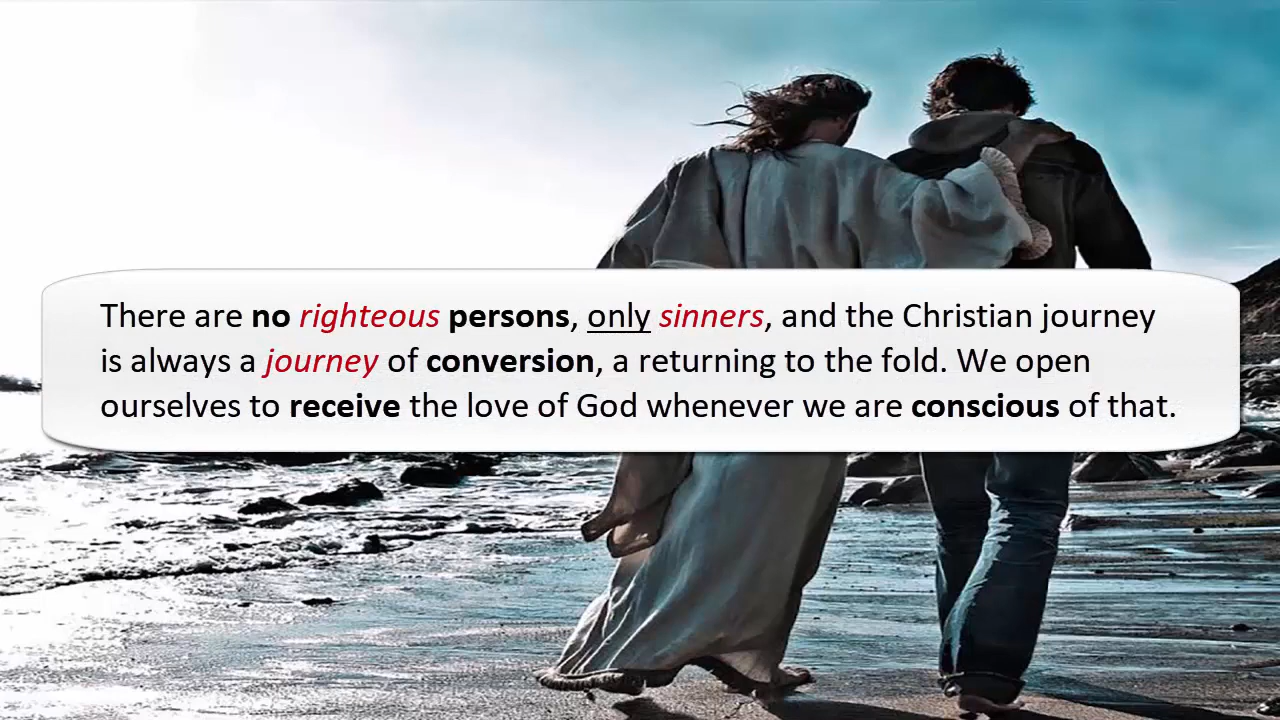 There are no righteous persons, only sinners, and the Christian journey
is always a journey of conversion, a returning to the fold. We open
ourselves to receive the love of God whenever we are conscious of that.